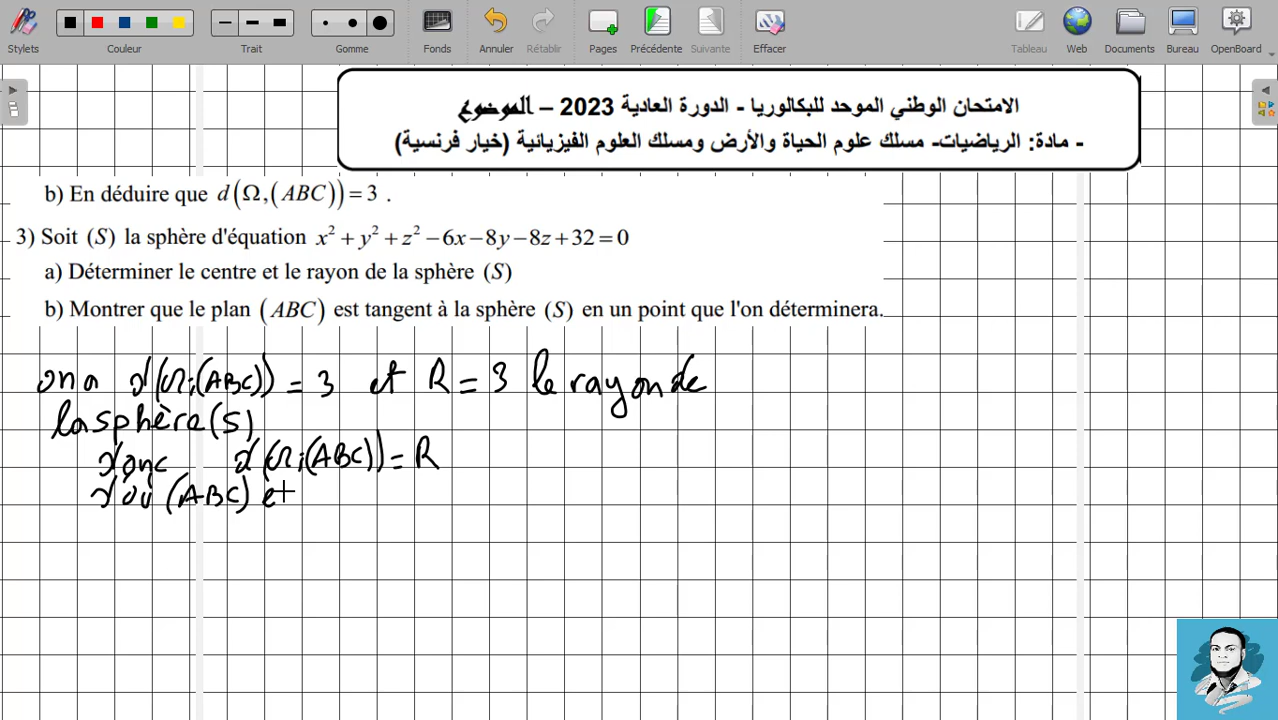 Stylets Couleur Trait Gomme Fonds Annuler Rétablir Pages Précédente Suivante Effacer Tableau Web Documents Bureau OpenBoard
الامتحان الوطني الموحد للبكالوريا - الدورة العادية 2023 – الموضوع
- مادة: الرياضيات- مسلك علوم الحياة والأرض ومسلك العلوم الفيزيائية (خيار فرنسية)
b) En déduire que d(Ω,(ABC))=3 .
3) Soit (S) la sphère d'équation x²+y²+z²−6x−8y−8z+32=0
a) Déterminer le centre et le rayon de la sphère (S)
b) Montrer que le plan (ABC) est tangent à la sphère (S) en un point que l'on déterminera.
on a d(Ω;(ABC)) = 3 et R = 3 le rayon de
la sphère (S)
donc d(Ω;(ABC)) = R
d'où (ABC) et